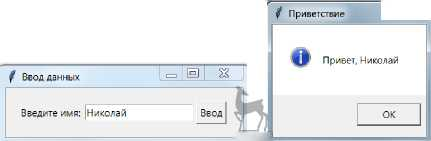 Ввод данных
Введите имя: Николай Ввод
Приветствие
Привет, Николай
OK